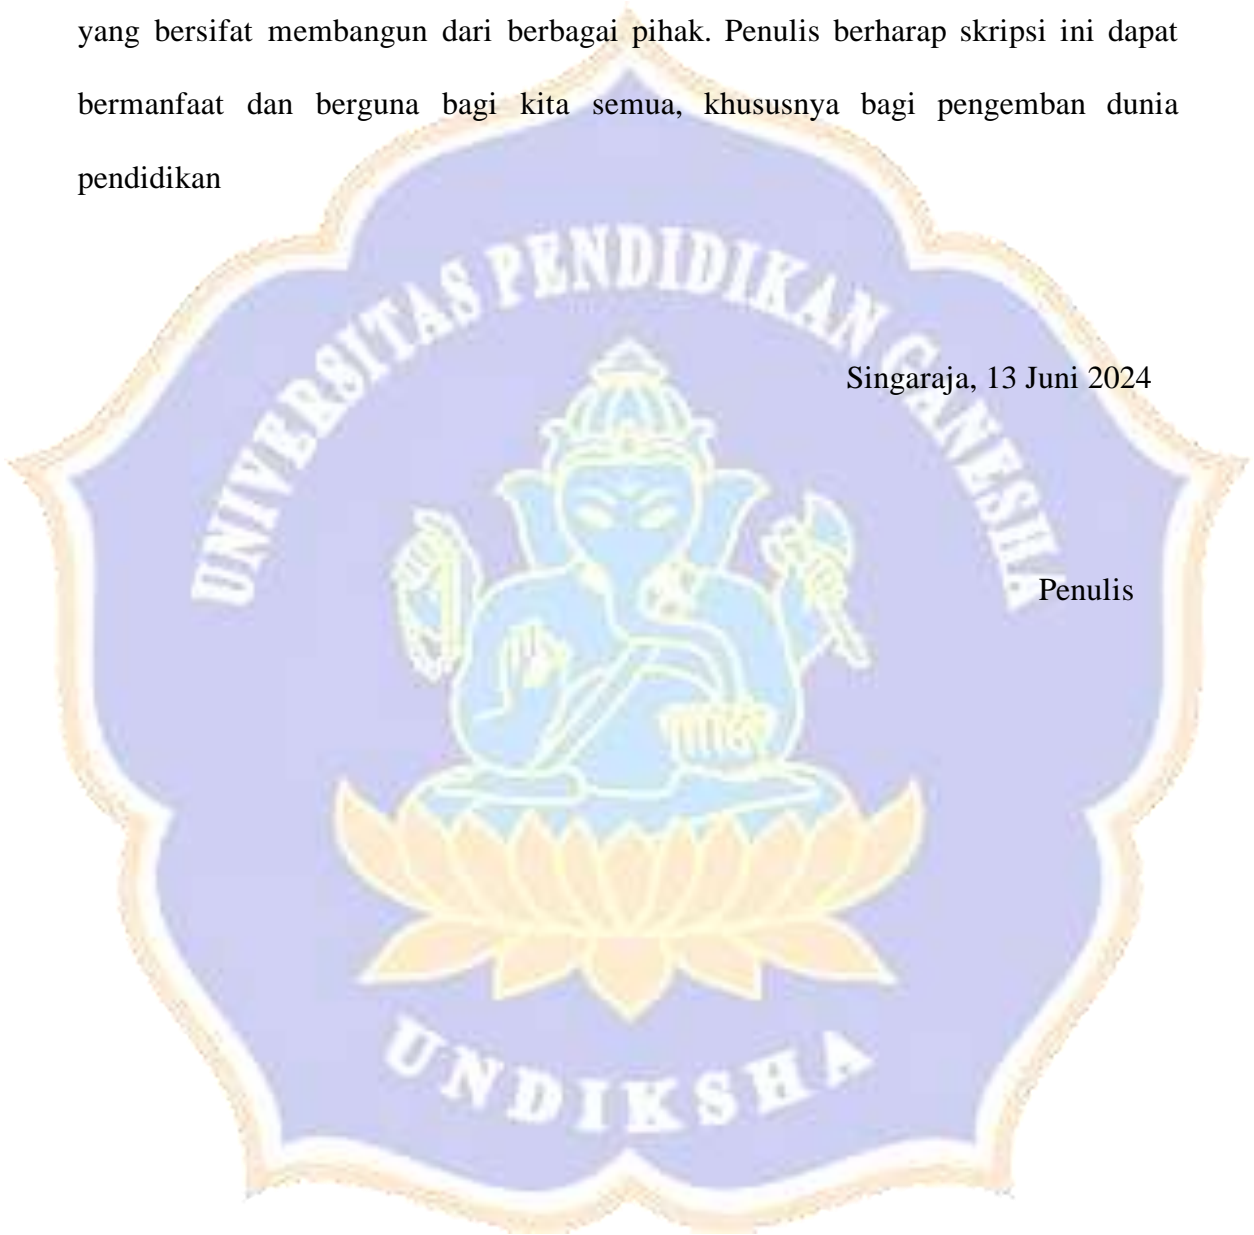 yang bersifat membangun dari berbagai pihak. Penulis berharap skripsi ini dapat
bermanfaat dan berguna bagi kita semua, khususnya bagi pengemban dunia
pendidikan
UNIVERSITAS PENDIDIKAN GANESHA
Singaraja, 13 Juni 2024
Penulis
UNDIKSHA